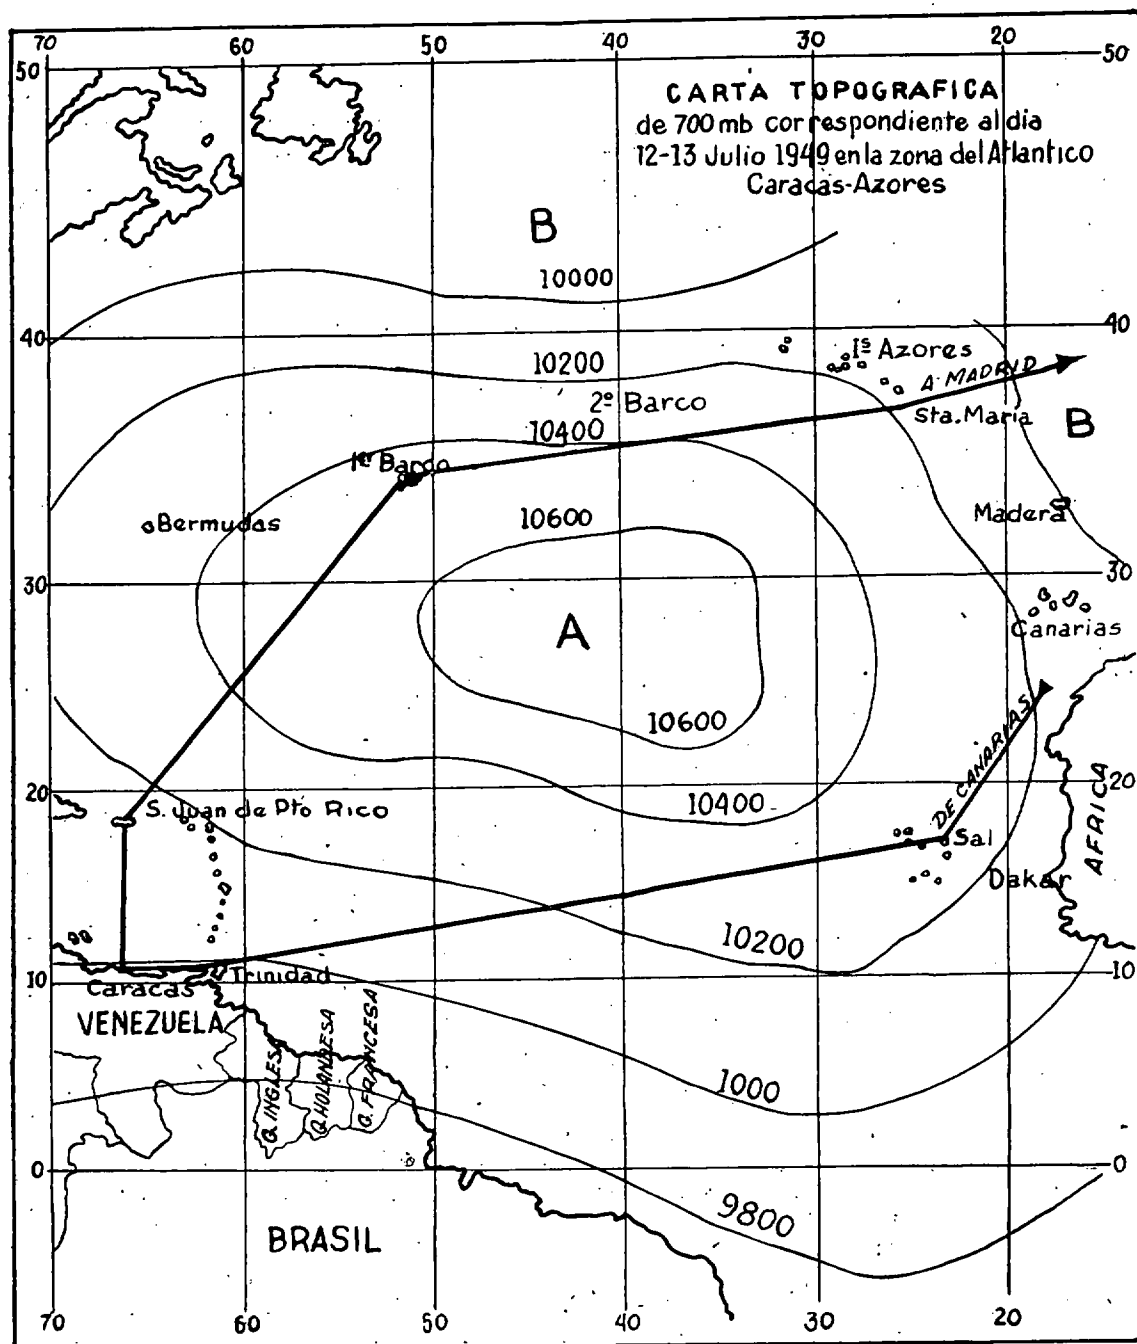 70 60 50 40 30 20
50 50
CARTA TOPOGRAFICA
de 700 mb correspondiente al dia
12-13 Julio 1949 en la zona del Atlantico
Caracas-Azores
B
10000
40 40
Iˢ Azores
10200
A MADRID
2º Barco
Sta. Maria
B
10400
1ᵉʳ Barco
Bermudas
10600
Madera
30 30
Canarias
A
10600
DE CANARIAS
20 20
10400
S. Juan de Pto Rico
AFRICA
Sal
Dakar
10200
10 10
Trinidad
Caracas
VENEZUELA
G. INGLESA
G. HOLANDESA
G. FRANCESA
1000
0 0
9800
BRASIL
70 60 50 40 30 20